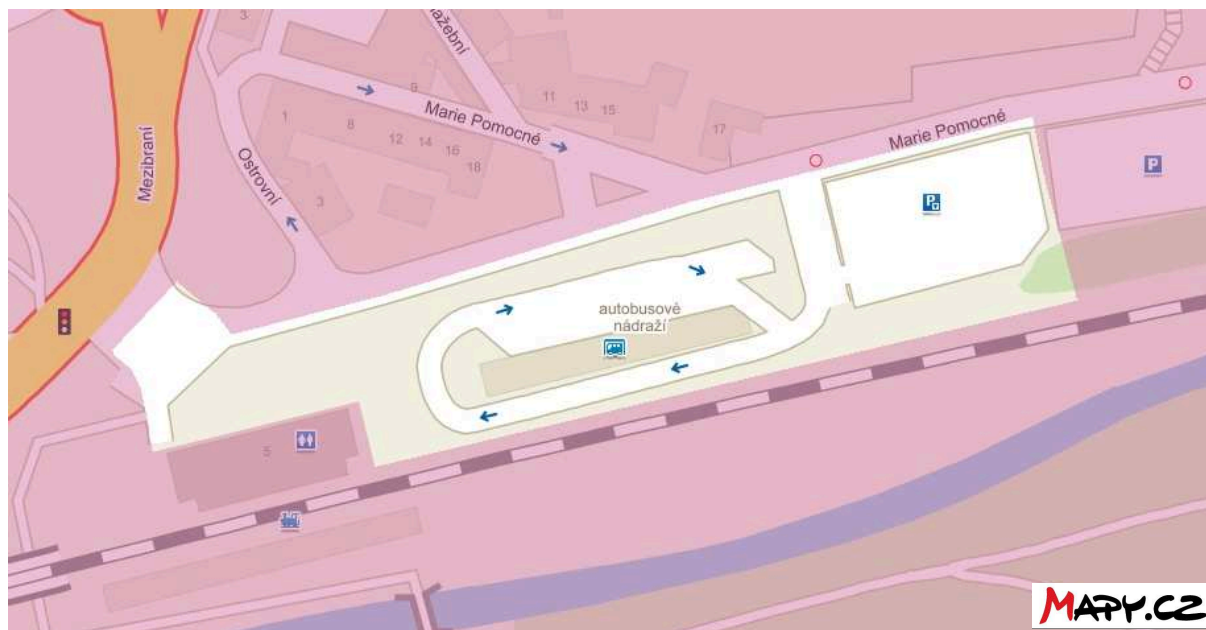 3
ažební
9
11
13
15
17
1
8
12
14
16
18
Marie Pomocné
Marie Pomocné
Mezibraní
Ostrovní
3
P
P
autobusové
nádraží
5
MAPY.CZ